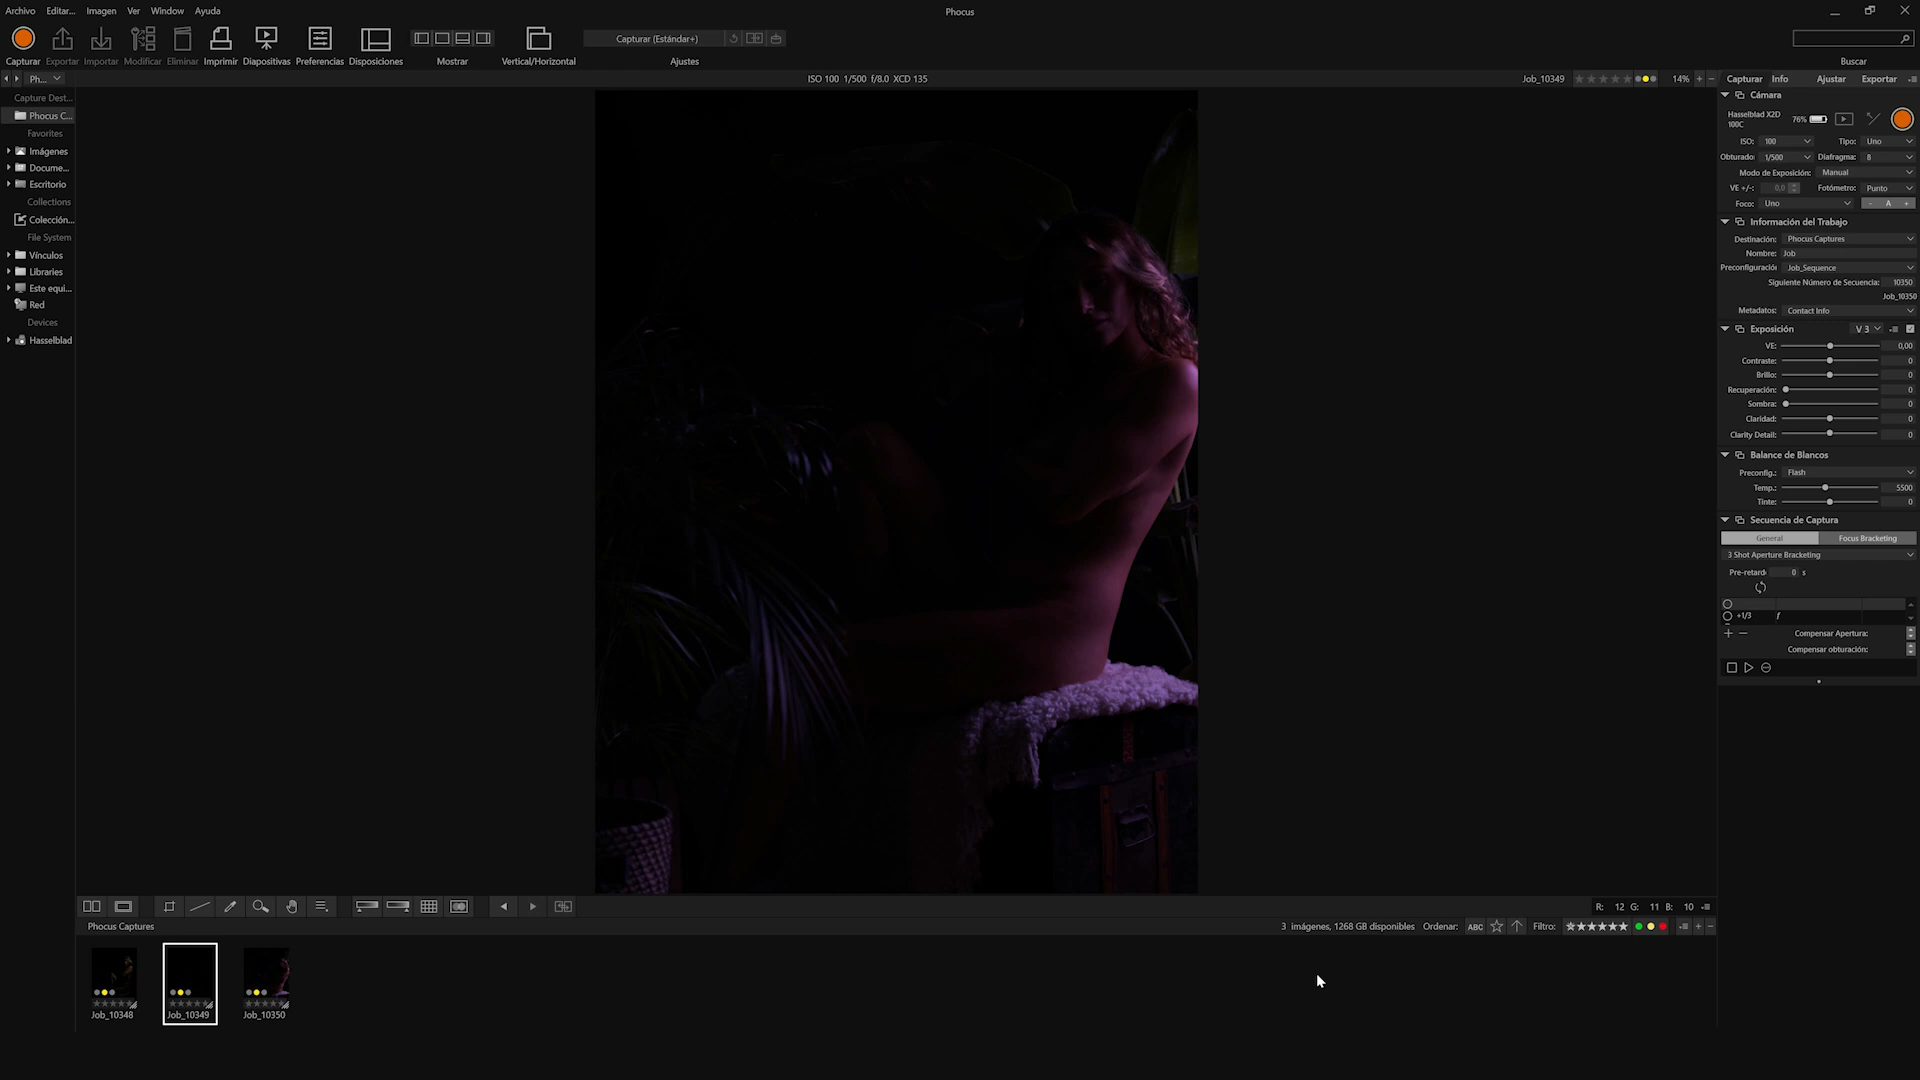 Archivo Editar... Imagen Ver Window Ayuda
Phocus
Capturar Exportar Importar Modificar Eliminar Imprimir Diapositivas Preferencias Disposiciones Mostrar Vertical/Horizontal
Capturar (Estándar+)
Ajustes
Buscar
Ph...
ISO 100 1/500 f/8.0 XCD 135
Job_10349
14% + −
Capturar Info Ajustar Exportar
Capture Dest...
Phocus C...
Favorites
Imágenes
Docume...
Escritorio
Collections
Colección...
File System
Vínculos
Libraries
Este equi...
Red
Devices
Hasselblad
Cámara
Hasselblad X2D
100C
76%
ISO: 100 Tipo: Uno
Obturado: 1/500 Diafragma: 8
Modo de Exposición: Manual
VE +/-: 0,0 Fotómetro: Punto
Foco: Uno - A +
Información del Trabajo
Destinación: Phocus Captures
Nombre: Job
Preconfiguració Job_Sequence
Siguiente Número de Secuencia: 10350
Job_10350
Metadatos: Contact Info
Exposición V 3
VE: 0,00
Contraste: 0
Brillo: 0
Recuperación: 0
Sombra: 0
Claridad: 0
Clarity Detail: 0
Balance de Blancos
Preconfig.: Flash
Temp.: 5500
Tinte: 0
Secuencia de Captura
General Focus Bracketing
3 Shot Aperture Bracketing
Pre-retard 0 s
+1/3 f
+ − Compensar Apertura:
Compensar obturación:
R: 12 G: 11 B: 10
Phocus Captures
3 imágenes, 1268 GB disponibles Ordenar: ABC Filtro: + −
Job_10348 Job_10349 Job_10350